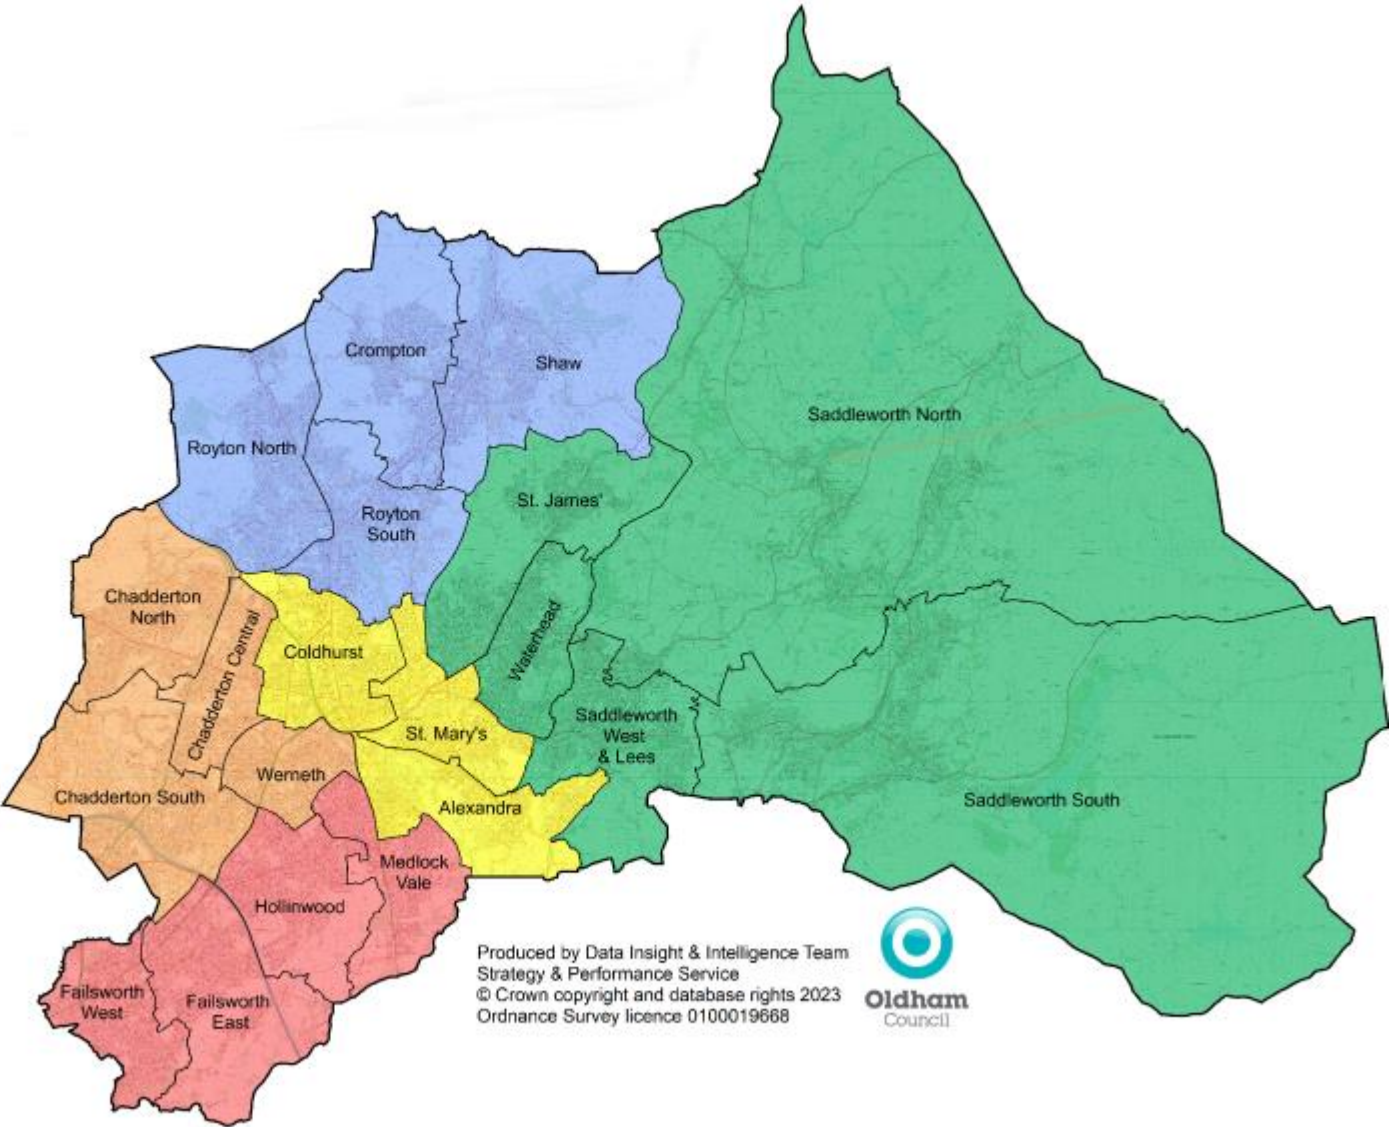 Crompton
Shaw
Saddleworth North
Royton North
St. James'
Royton
South
Chadderton
North
Chadderton Central
Coldhurst
Waterhead
St. Mary's
Saddleworth
West
& Lees
Werneth
Chadderton South
Alexandra
Saddleworth South
Medlock
Vale
Hollinwood
Failsworth
West
Failsworth
East
Produced by Data Insight & Intelligence Team
Strategy & Performance Service
© Crown copyright and database rights 2023
Ordnance Survey licence 0100019668
Oldham
Council